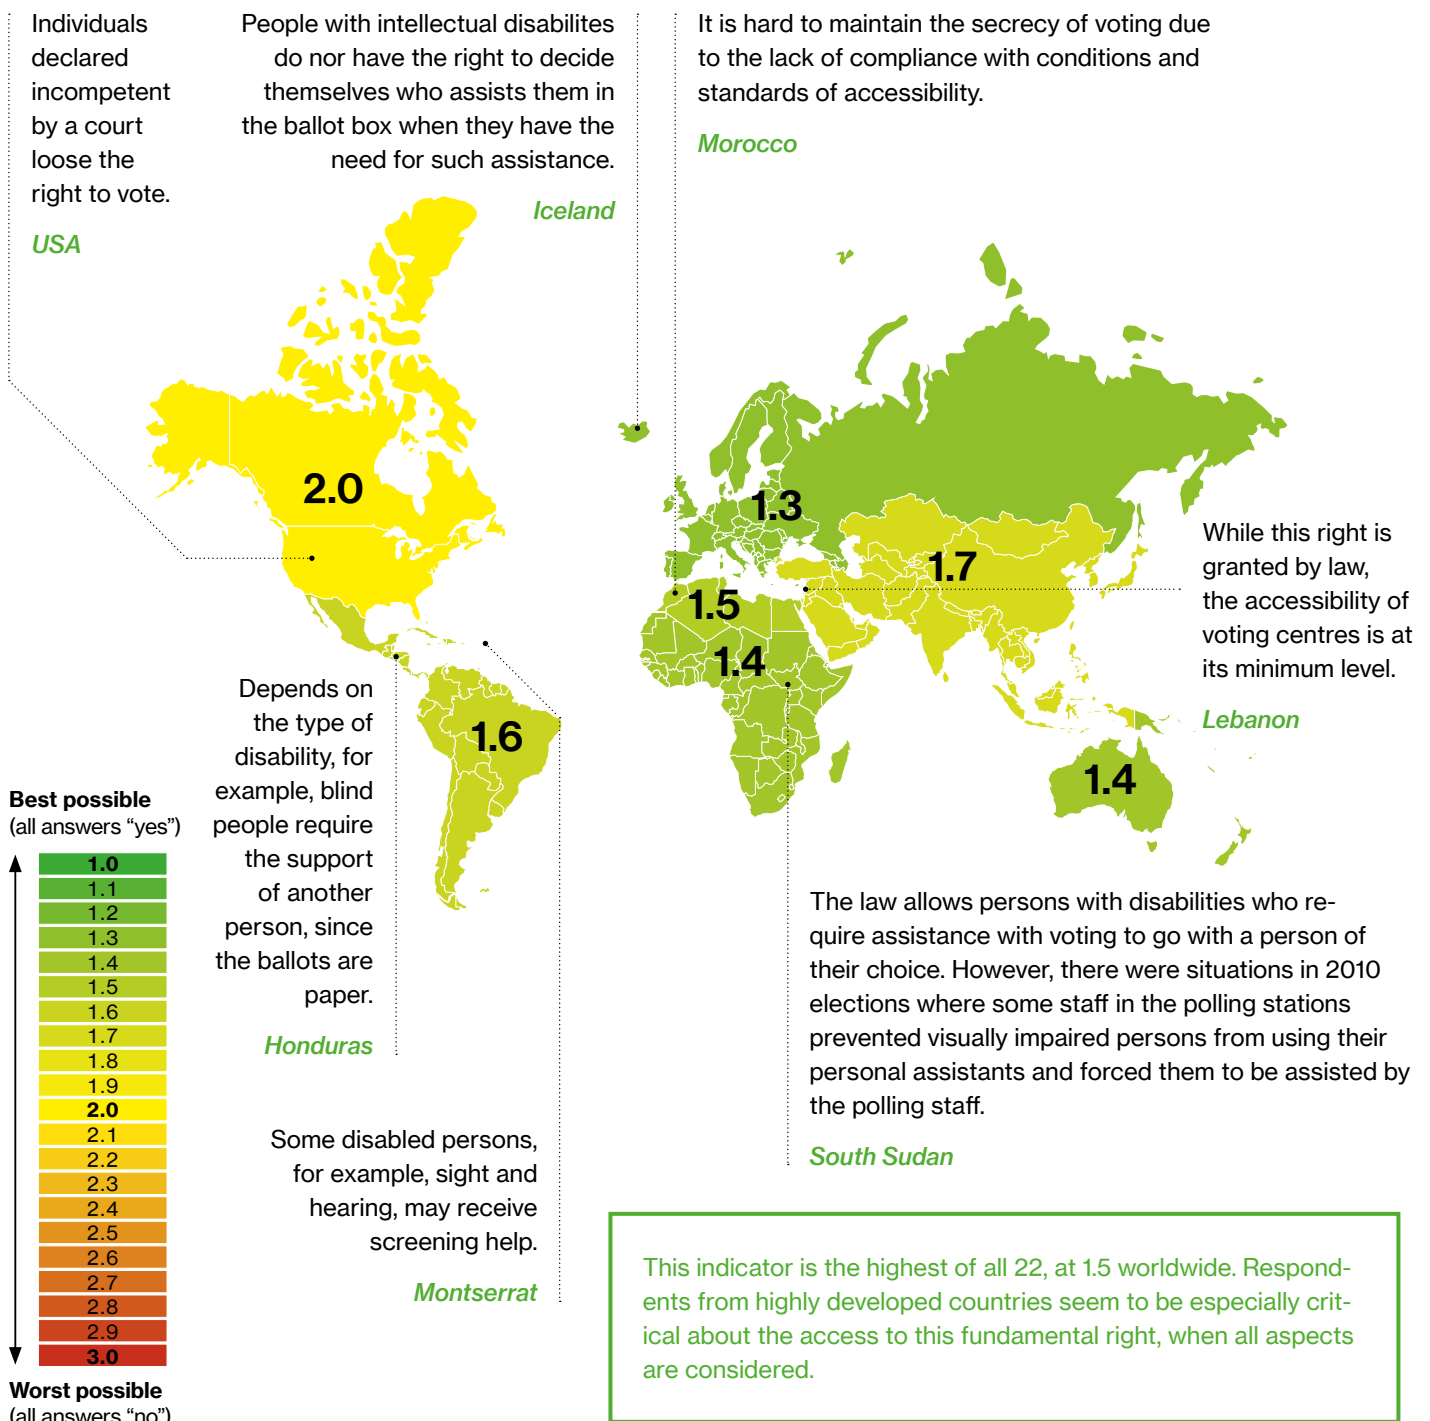 Individuals
declared
incompetent
by a court
loose the
right to vote.
USA
People with intellectual disabilites
do nor have the right to decide
themselves who assists them in
the ballot box when they have the
need for such assistance.
Iceland
It is hard to maintain the secrecy of voting due
to the lack of compliance with conditions and
standards of accessibility.
Morocco
2.0
1.3
1.7
1.5
1.4
1.6
1.4
While this right is
granted by law,
the accessibility of
voting centres is at
its minimum level.
Lebanon
Depends on
the type of
disability, for
example, blind
people require
the support
of another
person, since
the ballots are
paper.
Honduras
Best possible
(all answers “yes”)
1.0
1.1
1.2
1.3
1.4
1.5
1.6
1.7
1.8
1.9
2.0
2.1
2.2
2.3
2.4
2.5
2.6
2.7
2.8
2.9
3.0
Worst possible
(all answers “no”)
The law allows persons with disabilities who re-
quire assistance with voting to go with a person of
their choice. However, there were situations in 2010
elections where some staff in the polling stations
prevented visually impaired persons from using their
personal assistants and forced them to be assisted by
the polling staff.
South Sudan
Some disabled persons,
for example, sight and
hearing, may receive
screening help.
Montserrat
This indicator is the highest of all 22, at 1.5 worldwide. Respond-
ents from highly developed countries seem to be especially crit-
ical about the access to this fundamental right, when all aspects
are considered.